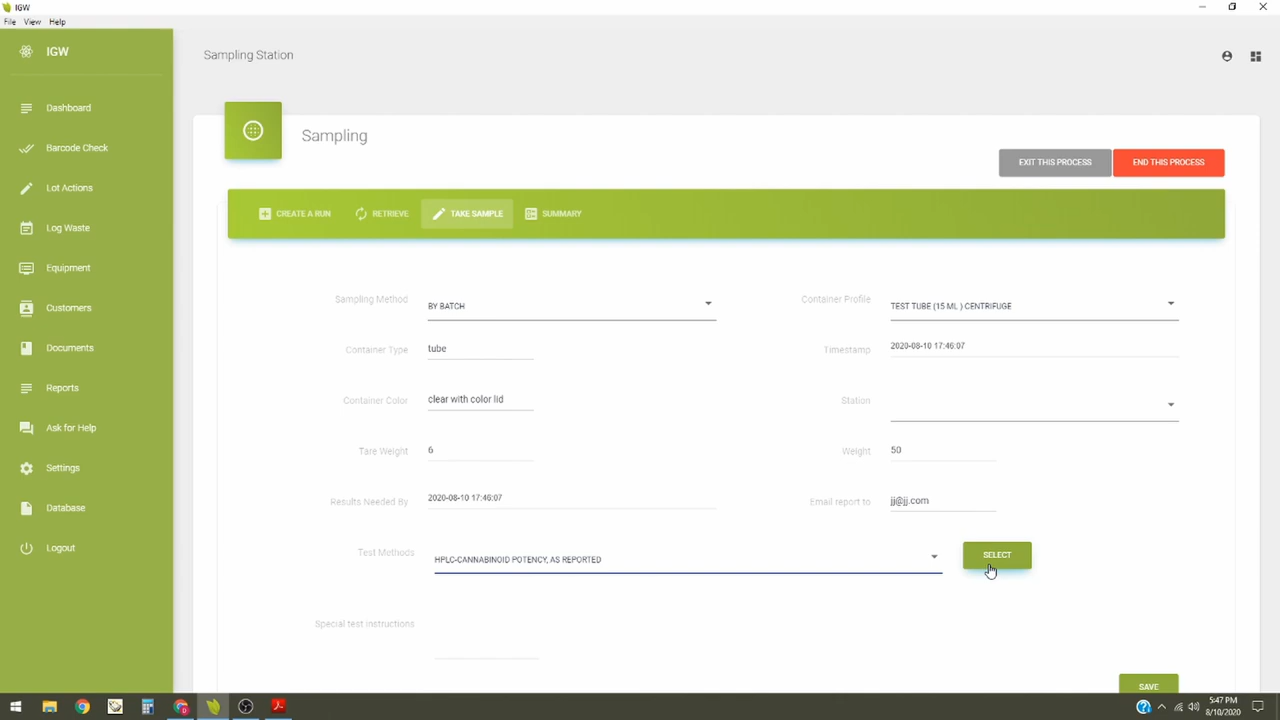 IGW
File View Help
IGW
Sampling Station
Dashboard
Barcode Check
Lot Actions
Log Waste
Equipment
Customers
Documents
Reports
Ask for Help
Settings
Database
Logout
Sampling
EXIT THIS PROCESS
END THIS PROCESS
CREATE A RUN
RETRIEVE
TAKE SAMPLE
SUMMARY
Sampling Method
BY BATCH
Container Profile
TEST TUBE (15 ML ) CENTRIFUGE
Container Type
tube
Timestamp
2020-08-10 17:46:07
Container Color
clear with color lid
Station
Tare Weight
6
Weight
50
Results Needed By
2020-08-10 17:46:07
Email report to
jj@jj.com
Test Methods
HPLC-CANNABINOID POTENCY, AS REPORTED
SELECT
Special test instructions
SAVE
5:47 PM
8/10/2020